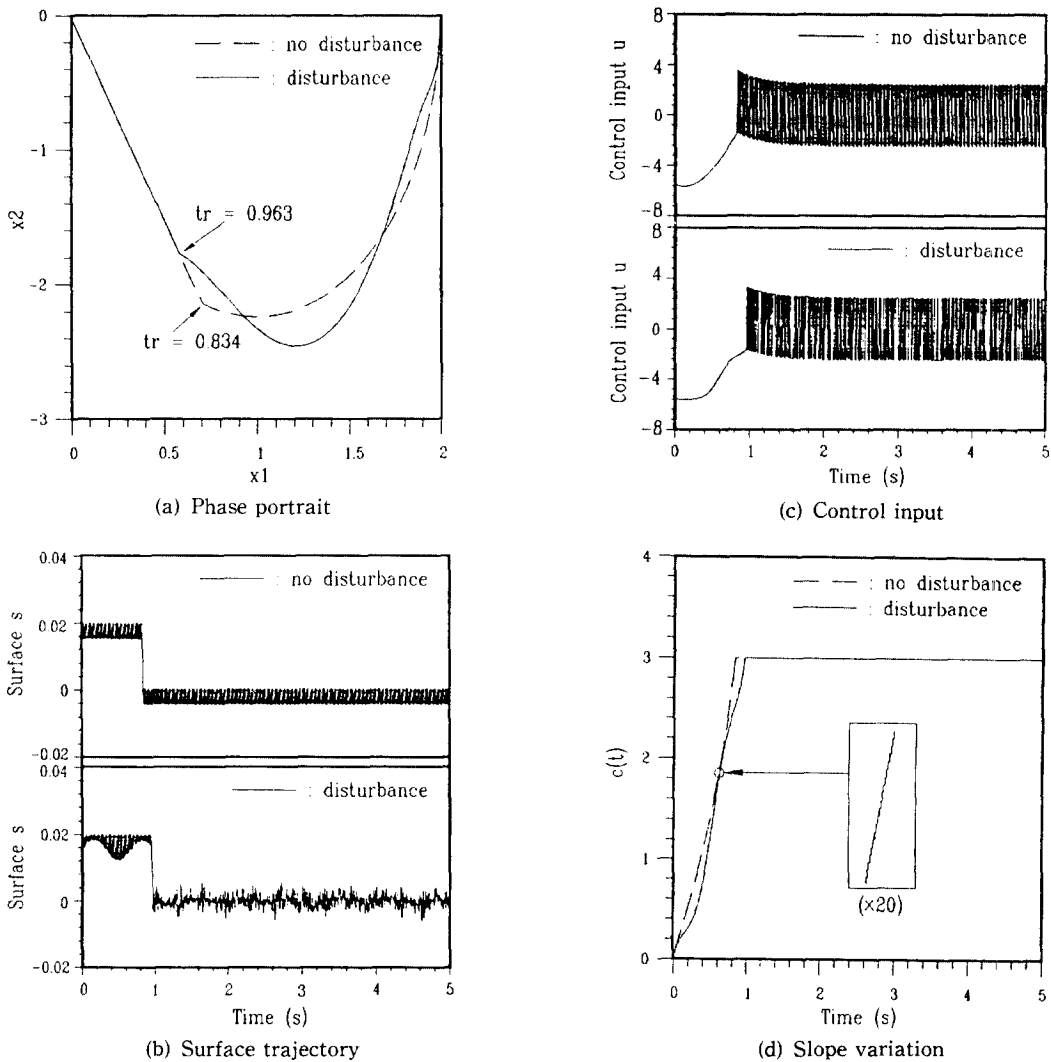 0
-1
-2
-3
x2
— — : no disturbance
—— : disturbance
tr = 0.963
tr = 0.834
0
0.5
1
1.5
2
x1
(a) Phase portrait
8
4
0
-4
-8
Control input u
—— : no disturbance
8
4
0
-4
-8
Control input u
—— : disturbance
0
1
2
3
4
5
Time (s)
(c) Control input
0.04
0.02
0
-0.02
Surface s
—— : no disturbance
0.04
0.02
0
-0.02
Surface s
—— : disturbance
0
1
2
3
4
5
Time (s)
(b) Surface trajectory
4
3
2
1
0
c(t)
— — : no disturbance
—— : disturbance
(×20)
0
1
2
3
4
5
Time (s)
(d) Slope variation